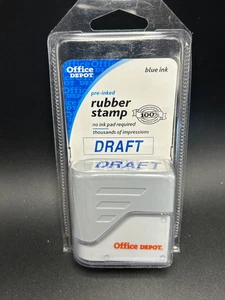 Office
DEPOT
blue ink
pre-inked
rubber
stamp
100%
no ink pad required
thousands of impressions
DRAFT
DRAFT
Office DEPOT.